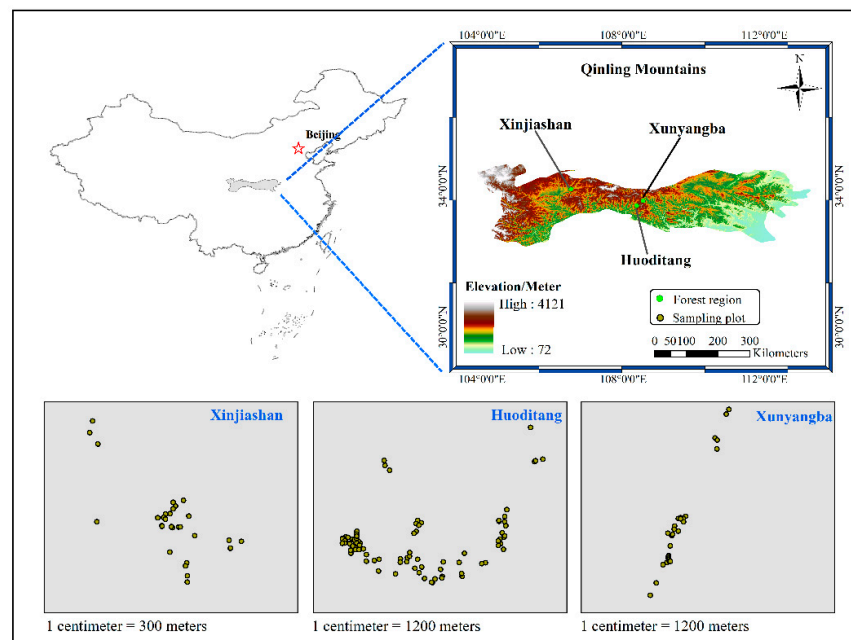 104°0'0"E 108°0'0"E 112°0'0"E
Qinling Mountains
N
Beijing
Xinjiashan
Xunyangba
34°0'0"N
34°0'0"N
Huoditang
Elevation/Meter
High : 4121
Low : 72
Forest region
Sampling plot
0 50100 200 300
Kilometers
30°0'0"N
30°0'0"N
104°0'0"E 108°0'0"E 112°0'0"E
Xinjiashan
Huoditang
Xunyangba
1 centimeter = 300 meters
1 centimeter = 1200 meters
1 centimeter = 1200 meters